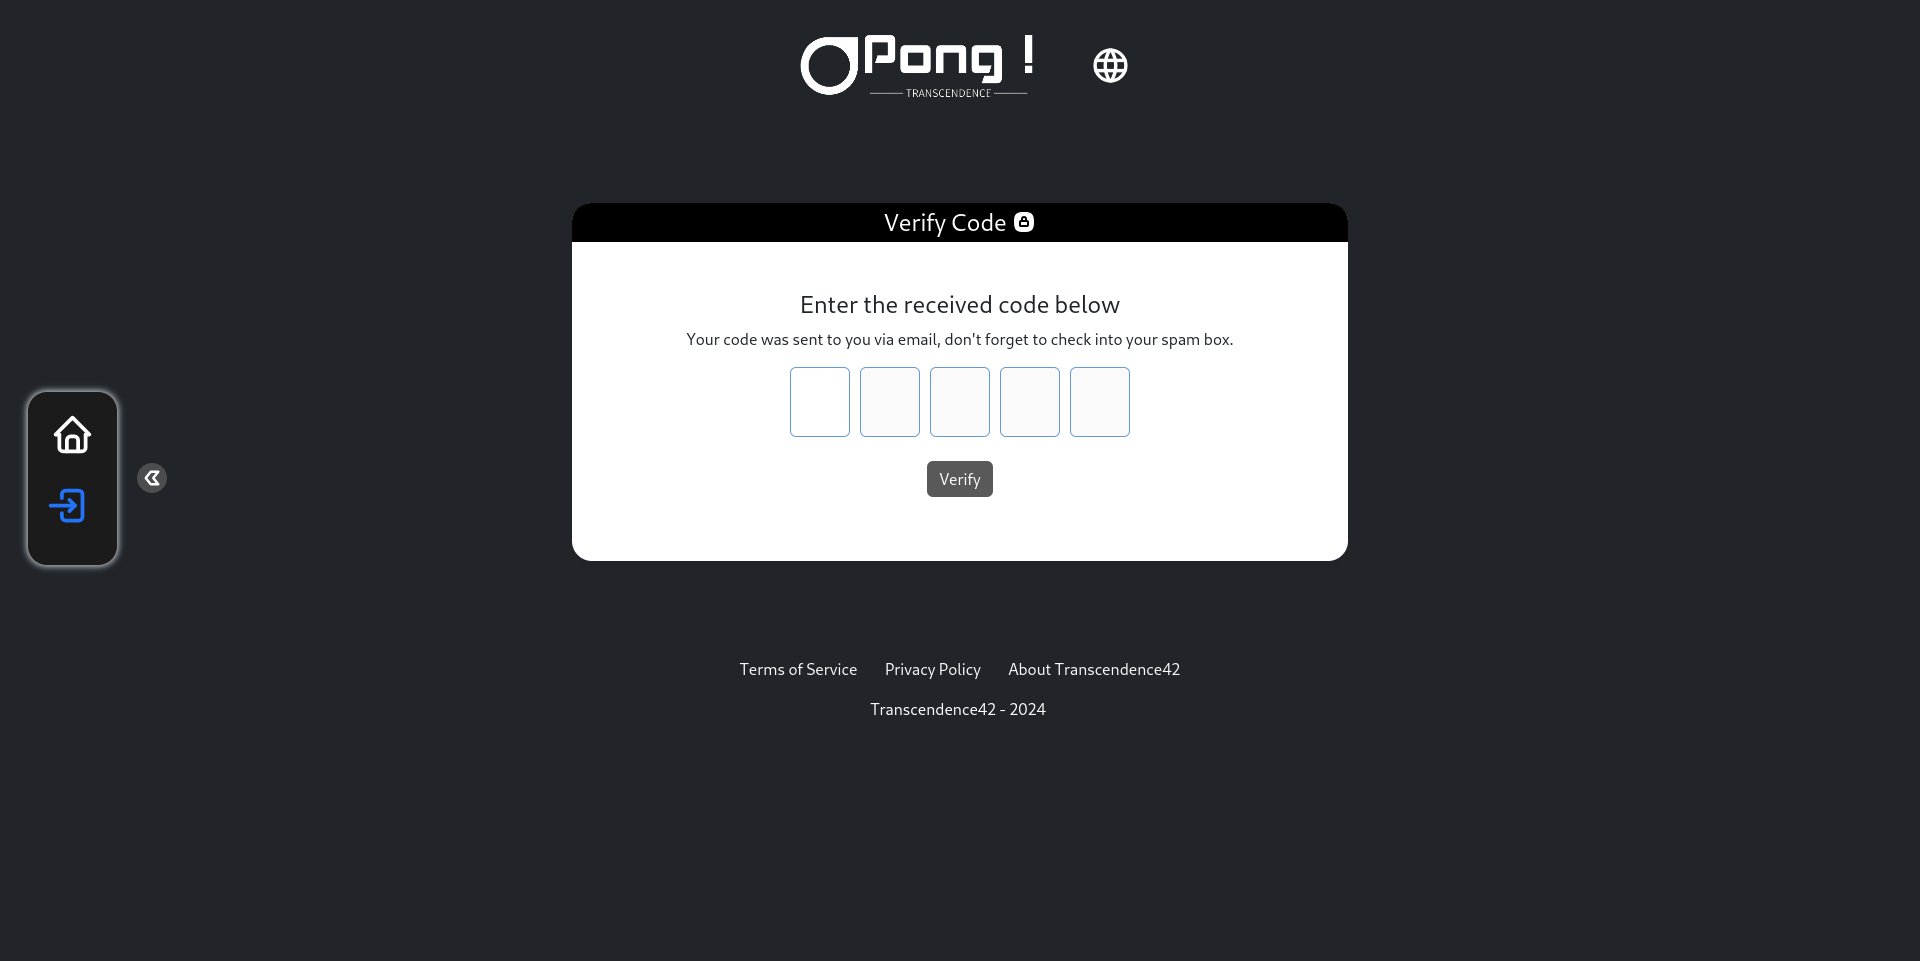 Pong !
TRANSCENDENCE
Verify Code
Enter the received code below
Your code was sent to you via email, don't forget to check into your spam box.
Verify
Terms of Service Privacy Policy About Transcendence42
Transcendence42 - 2024